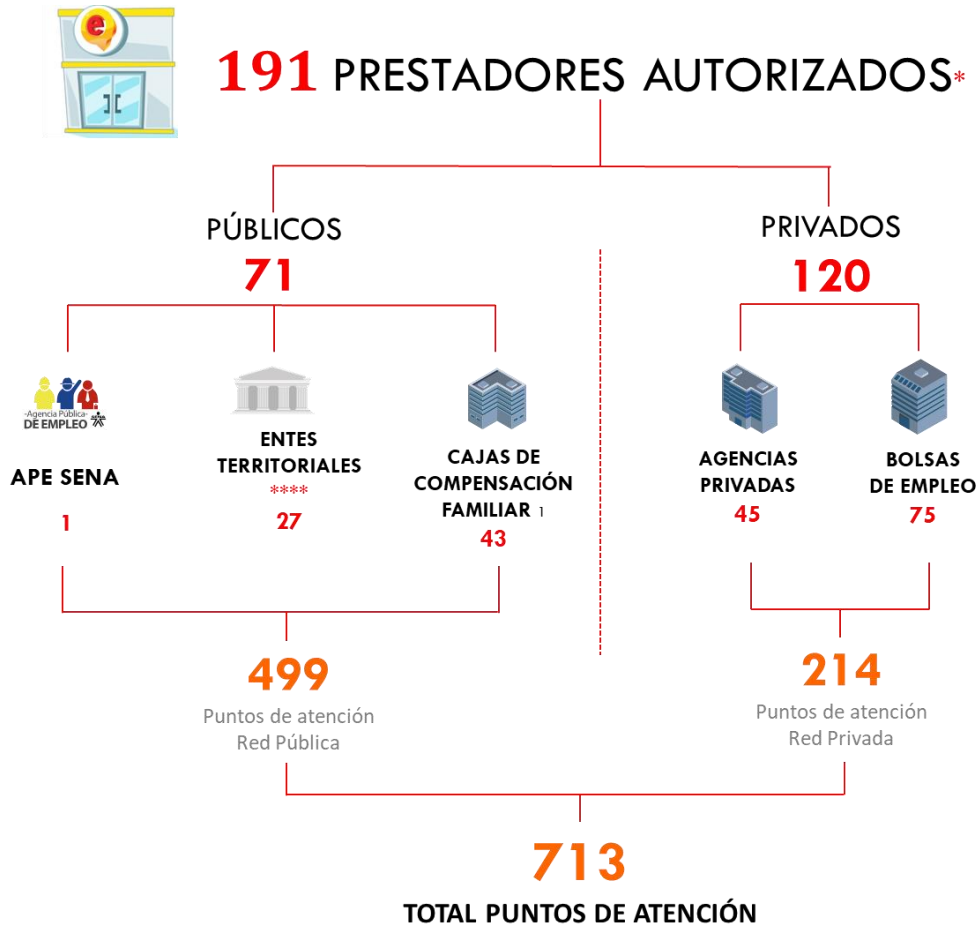 e
191 PRESTADORES AUTORIZADOS*
PÚBLICOS
71
PRIVADOS
120
-Agencia Pública-
DE EMPLEO
APE SENA
1
ENTES
TERRITORIALES
****
27
CAJAS DE
COMPENSACIÓN
FAMILIAR 1
43
AGENCIAS
PRIVADAS
45
BOLSAS
DE EMPLEO
75
499
Puntos de atención
Red Pública
214
Puntos de atención
Red Privada
713
TOTAL PUNTOS DE ATENCIÓN